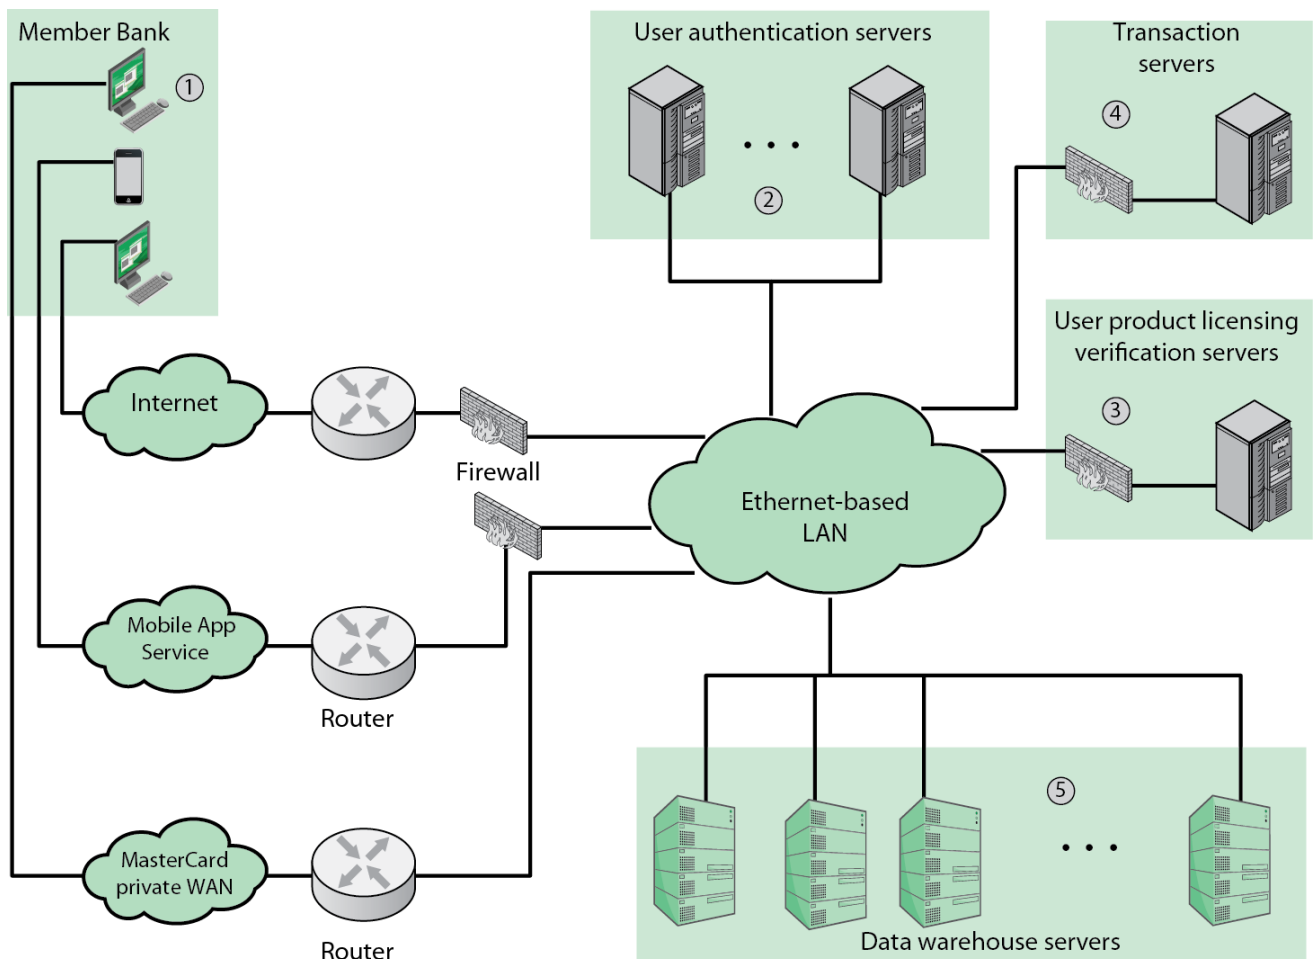 Member Bank
1
User authentication servers
2
Transaction
servers
4
User product licensing
verification servers
3
Internet
Firewall
Ethernet-based
LAN
Mobile App
Service
Router
MasterCard
private WAN
Router
5
Data warehouse servers